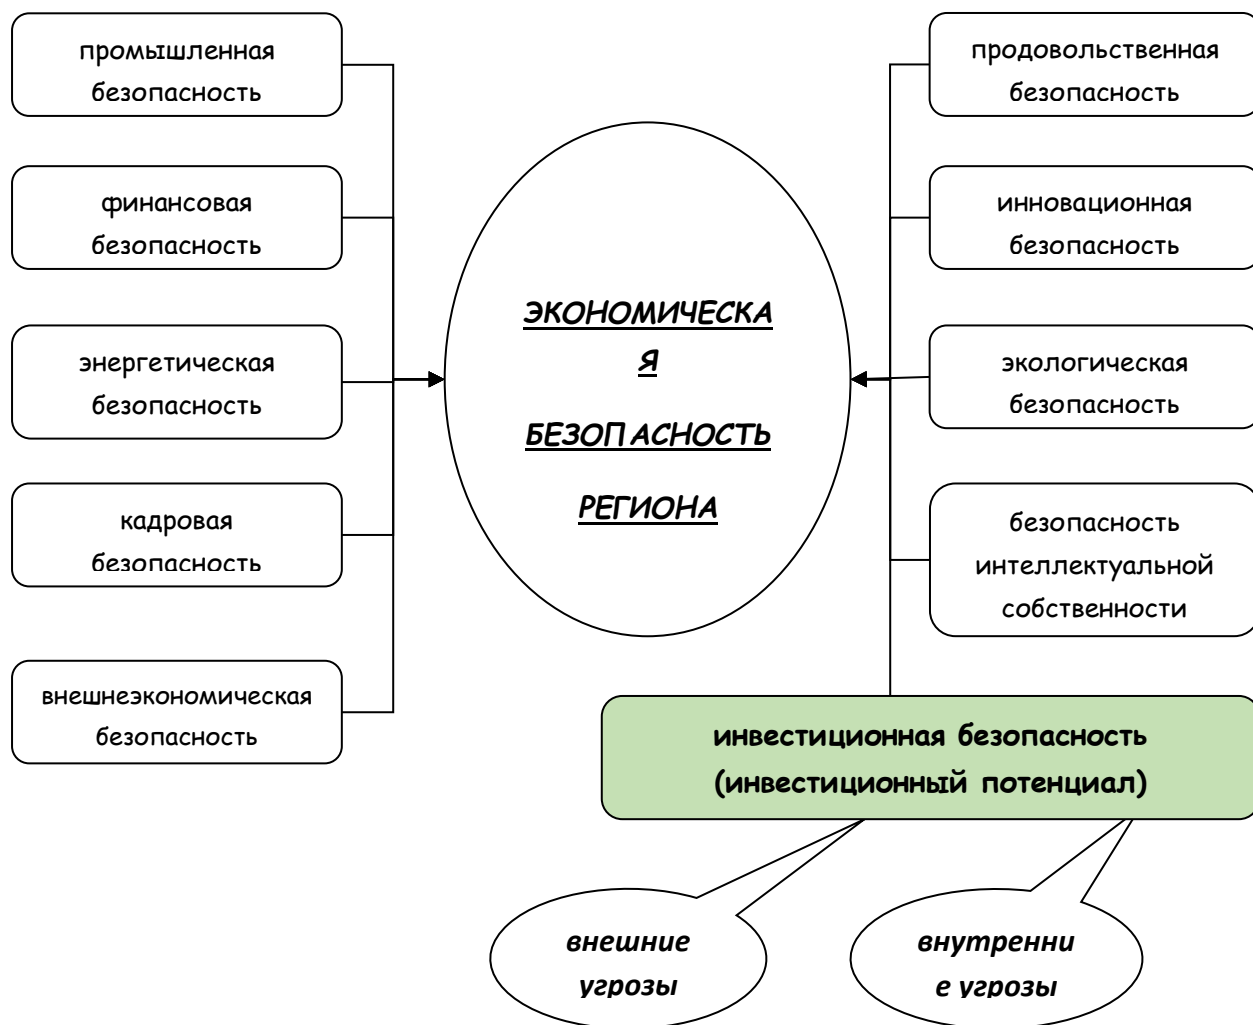 промышленная
безопасность
финансовая
безопасность
энергетическая
безопасность
кадровая
безопасность
внешнеэкономическая
безопасность
ЭКОНОМИЧЕСКА
Я
БЕЗОПАСНОСТЬ
РЕГИОНА
продовольственная
безопасность
инновационная
безопасность
экологическая
безопасность
безопасность
интеллектуальной
собственности
инвестиционная безопасность
(инвестиционный потенциал)
внешние
угрозы
внутренни
е угрозы